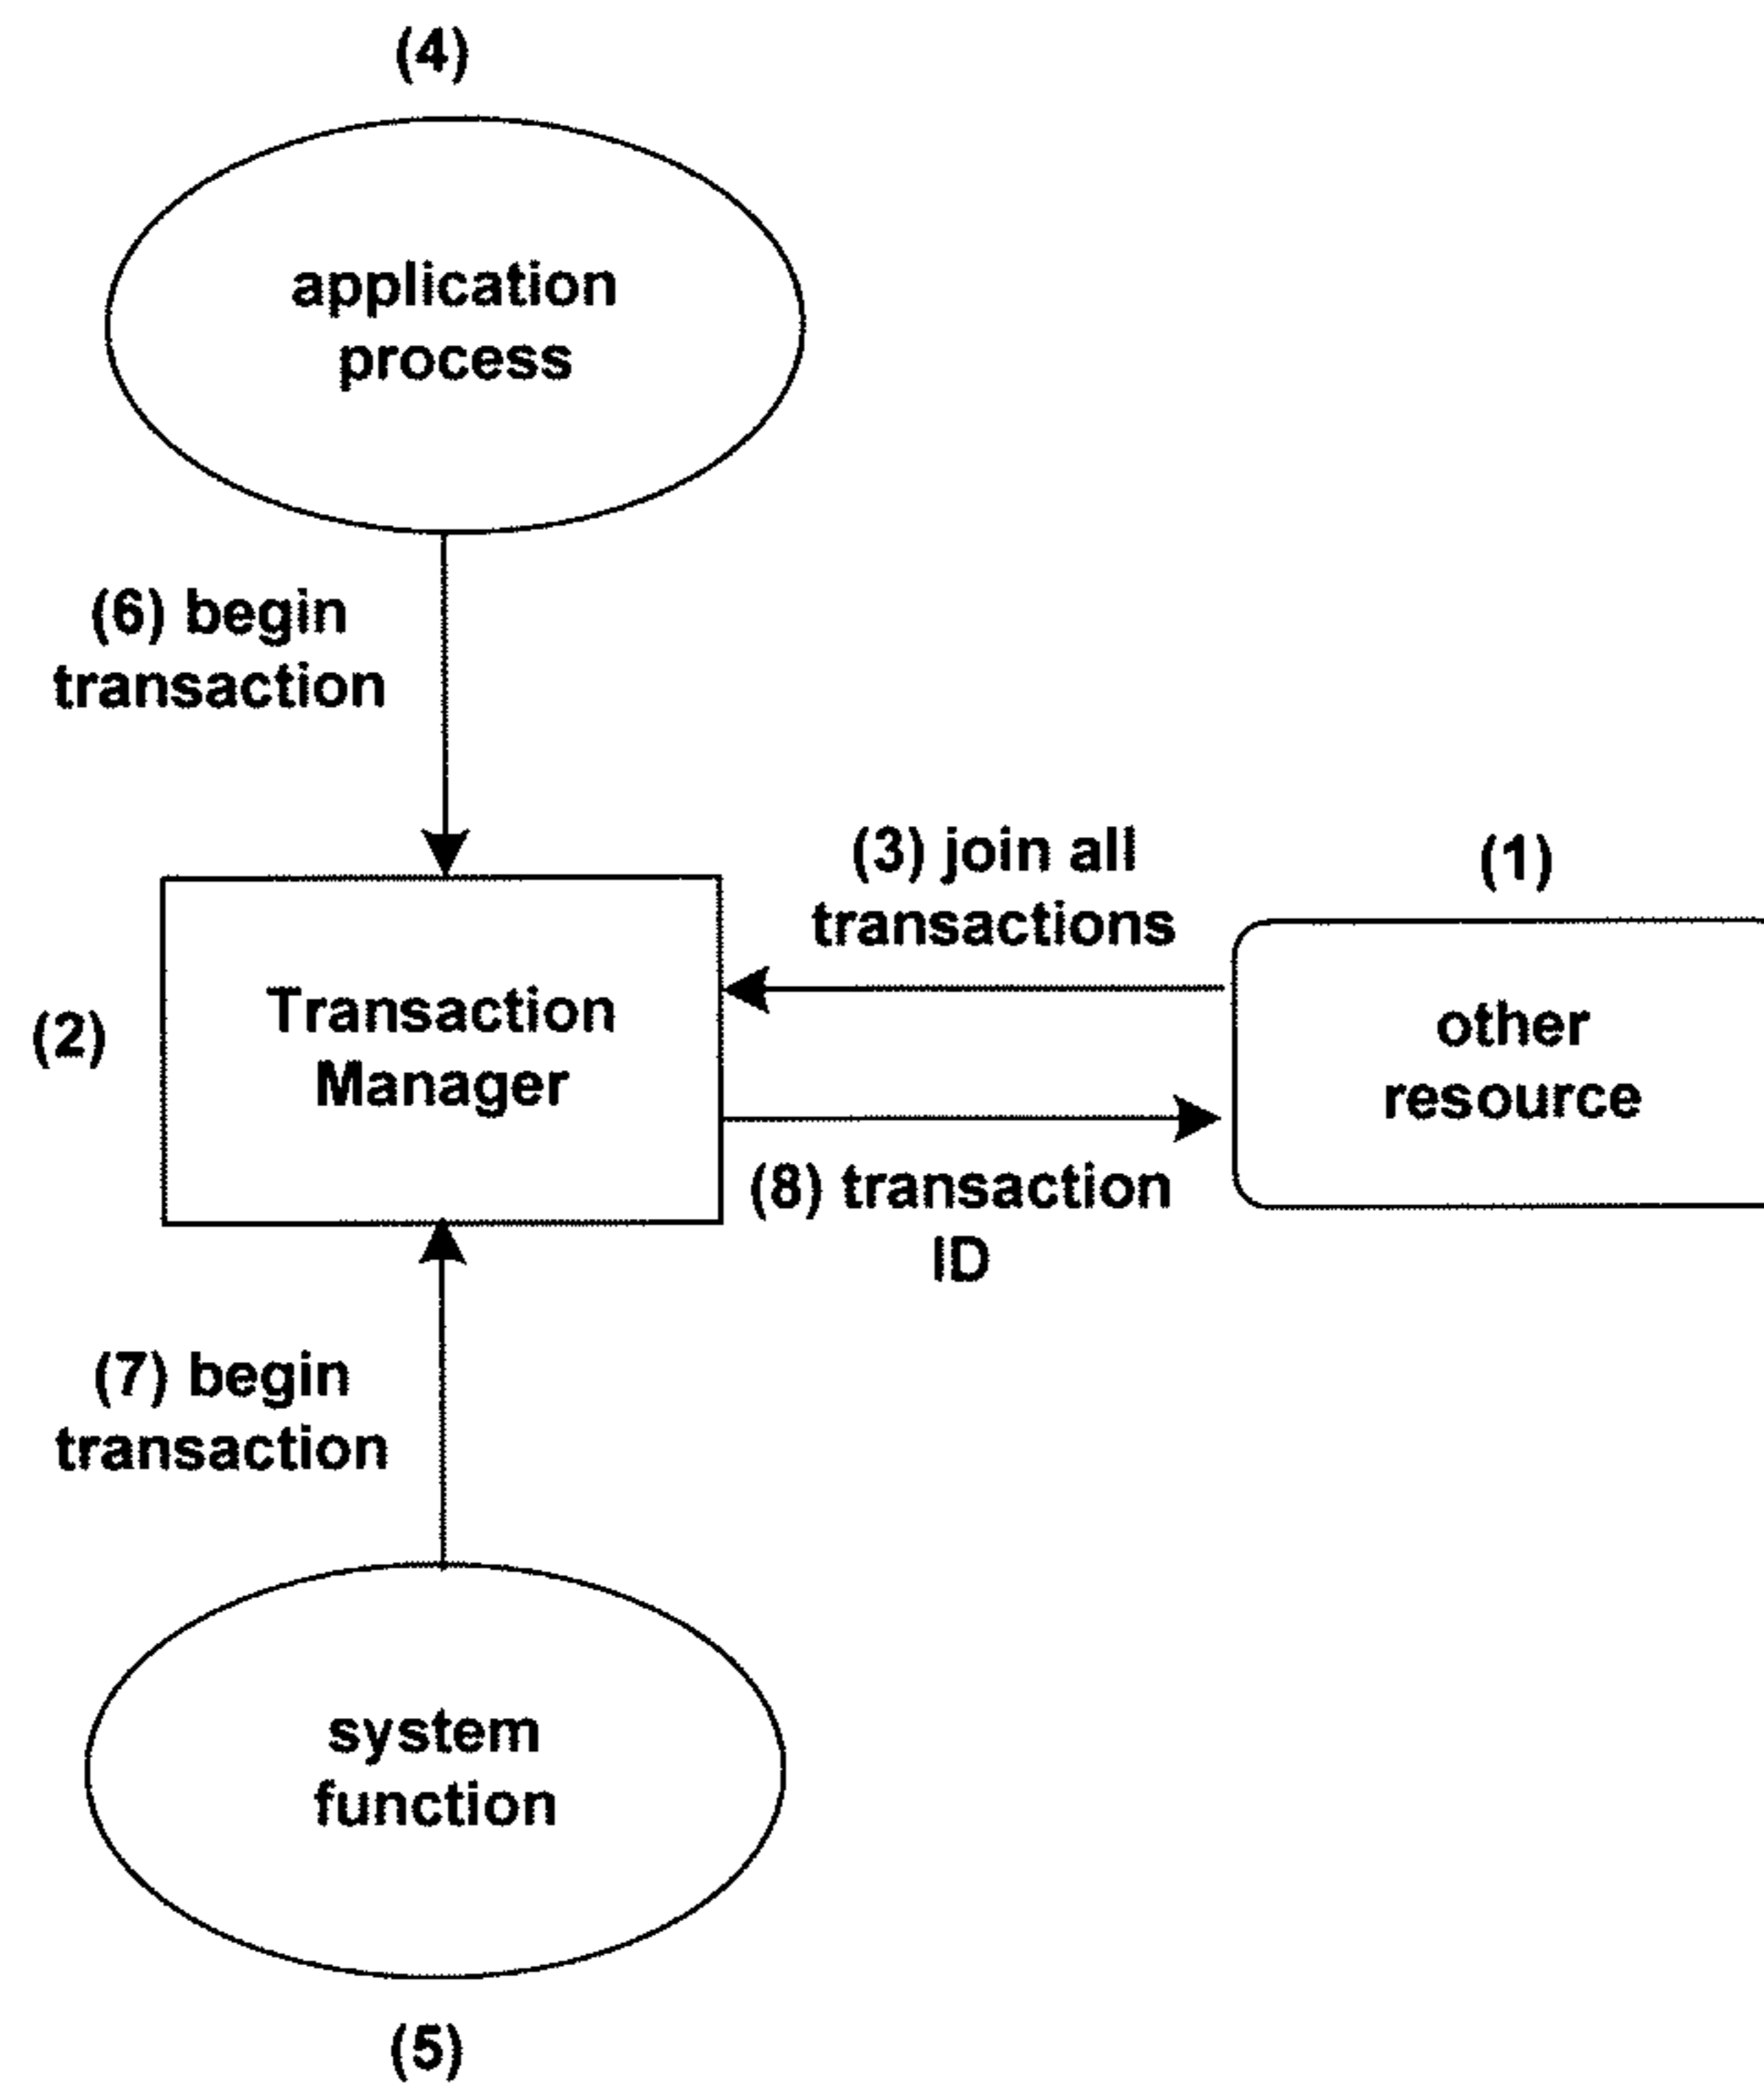 (4)
application
process
(6) begin
transaction
(3) join all
transactions
(1)
(2)
Transaction
Manager
other
resource
(8) transaction
ID
(7) begin
transaction
system
function
(5)